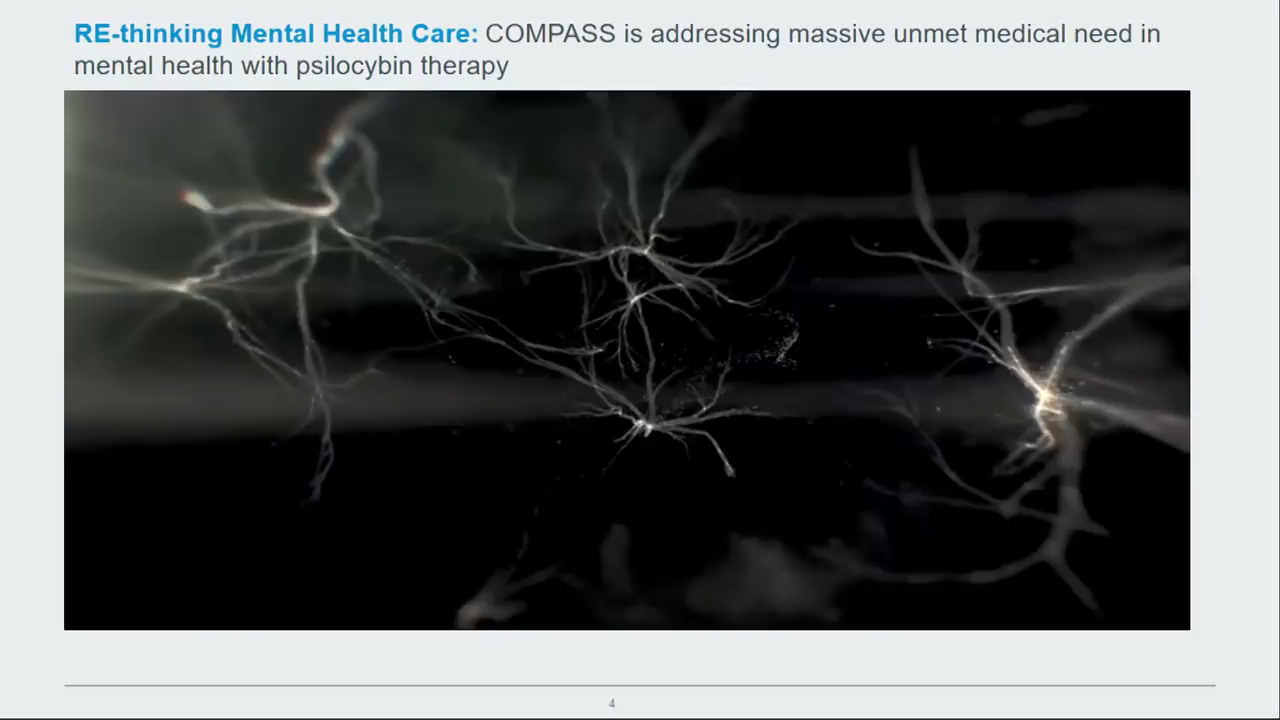 RE-thinking Mental Health Care: COMPASS is addressing massive unmet medical need in
mental health with psilocybin therapy
4